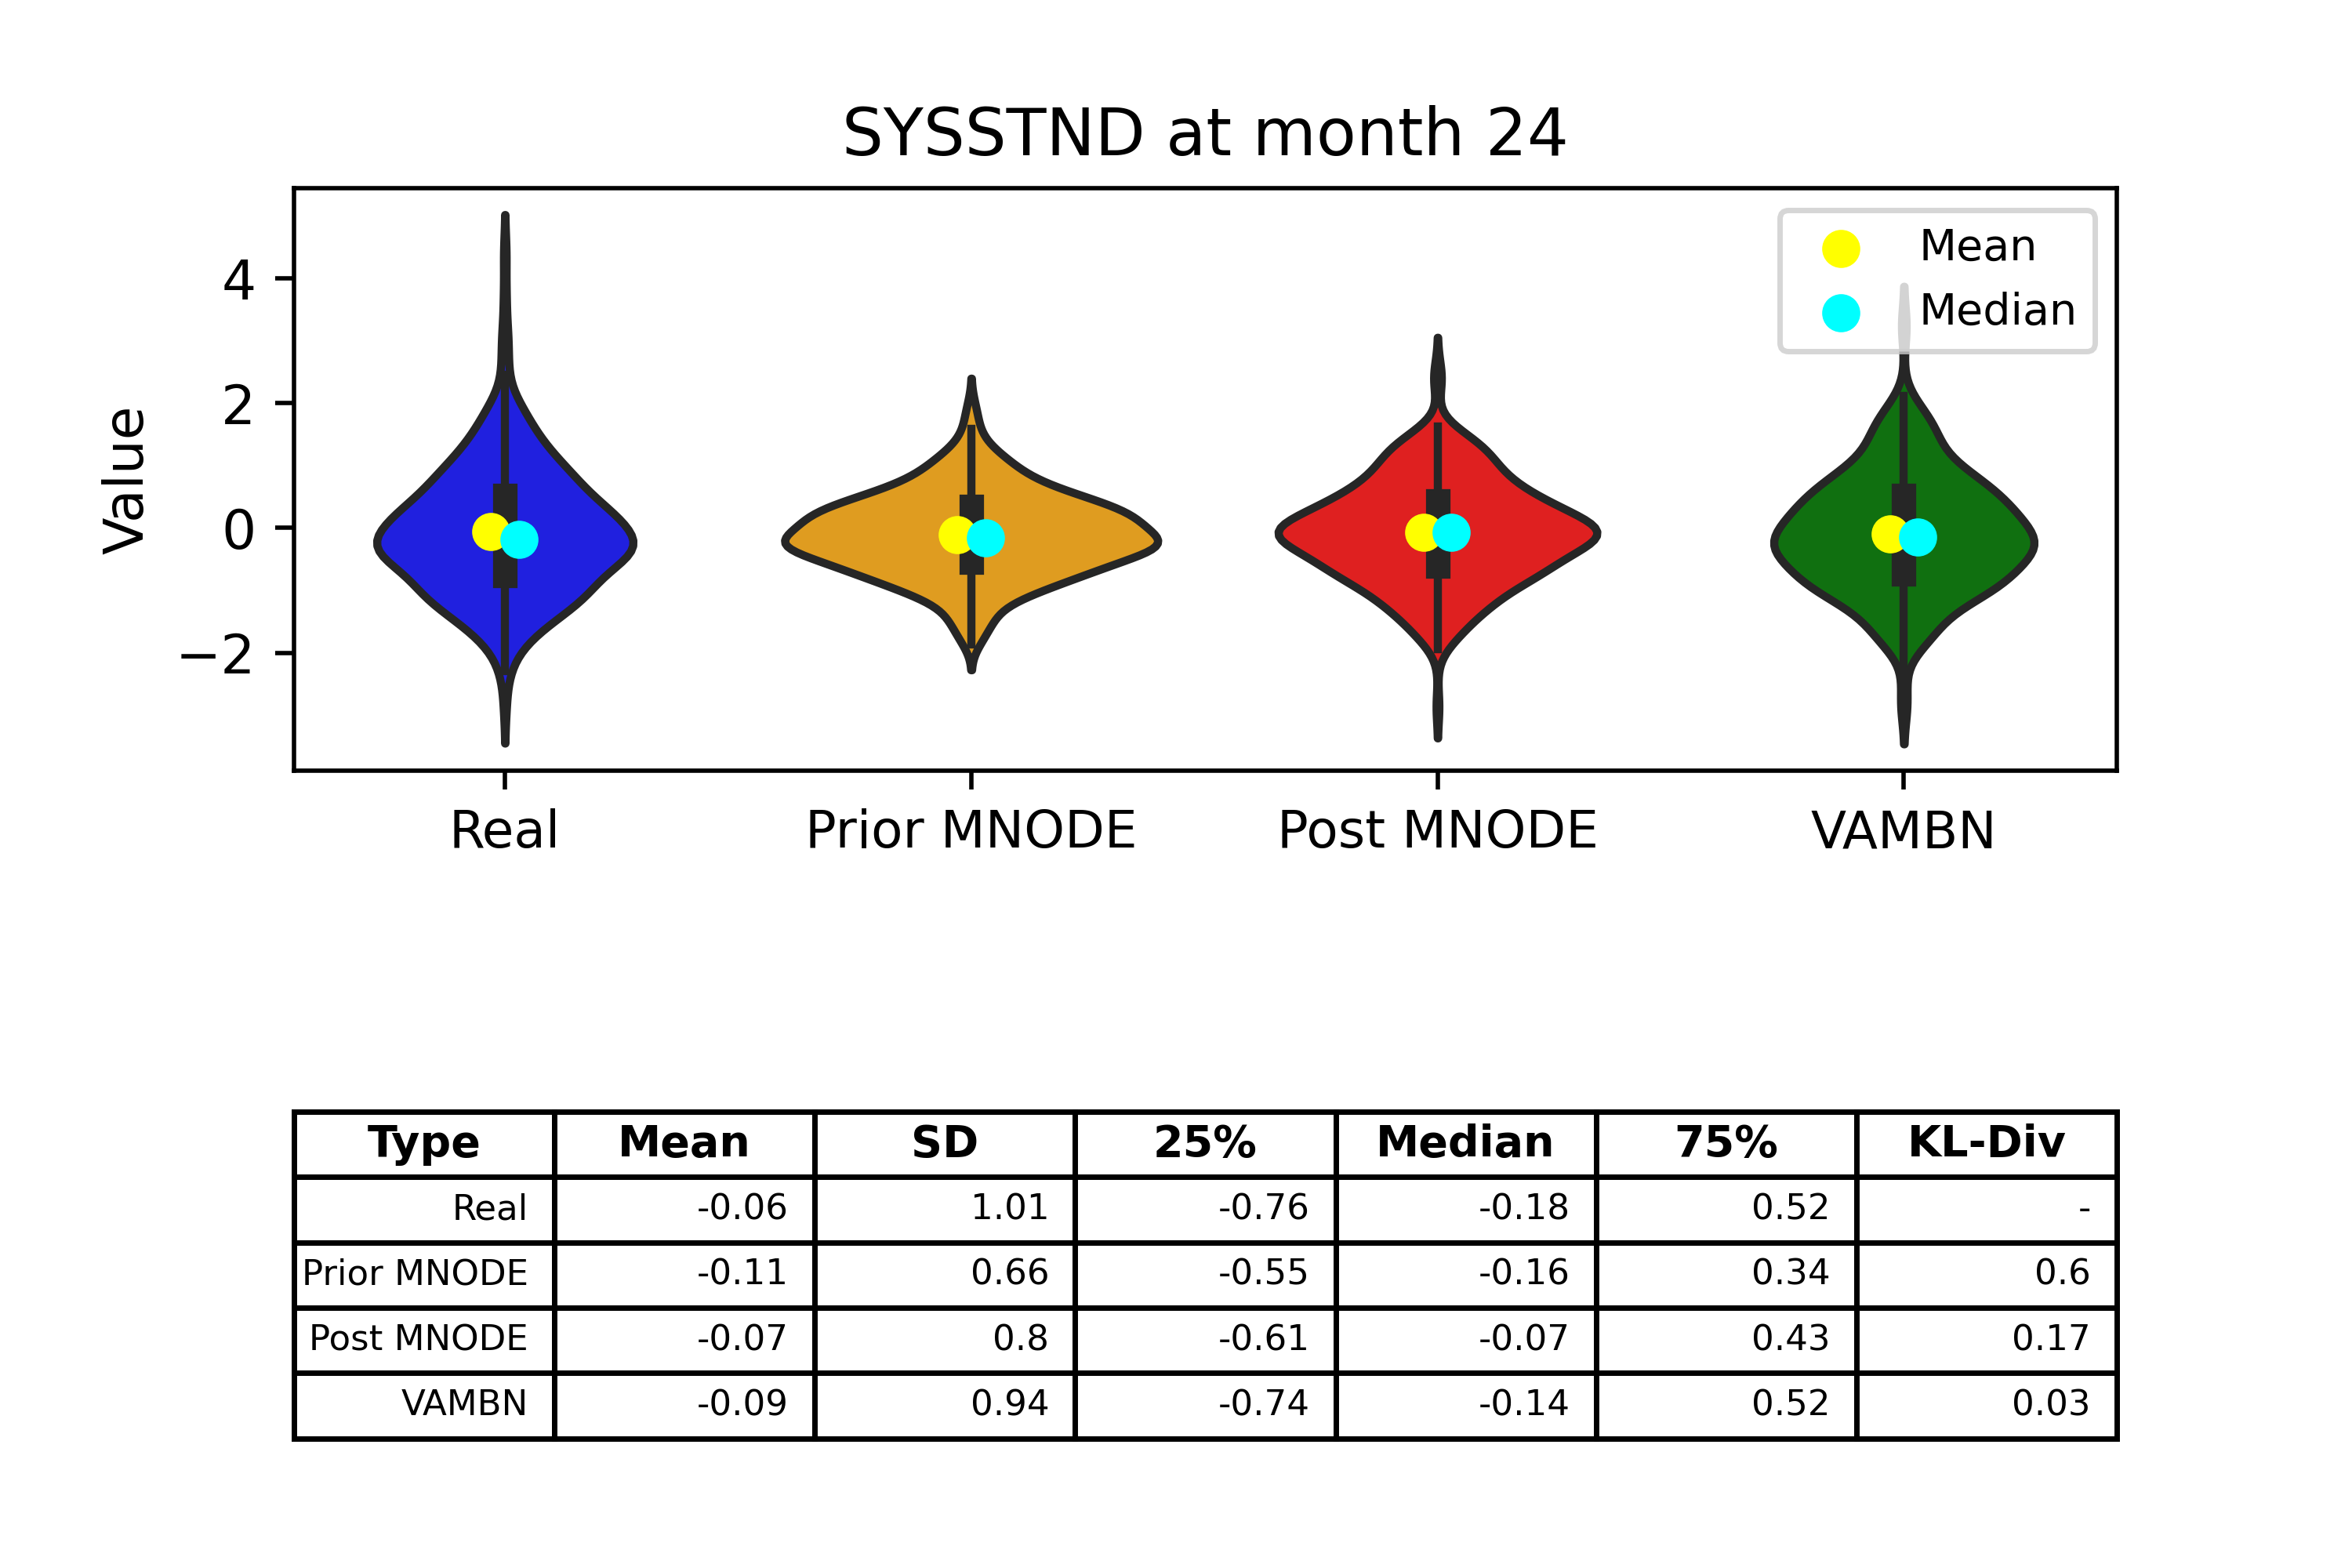 SYSSTND at month 24
Mean
Median
Value
4
2
0
−2
Real Prior MNODE Post MNODE VAMBN
Type Mean SD 25% Median 75% KL-Div
Real -0.06 1.01 -0.76 -0.18 0.52 -
Prior MNODE -0.11 0.66 -0.55 -0.16 0.34 0.6
Post MNODE -0.07 0.8 -0.61 -0.07 0.43 0.17
VAMBN -0.09 0.94 -0.74 -0.14 0.52 0.03